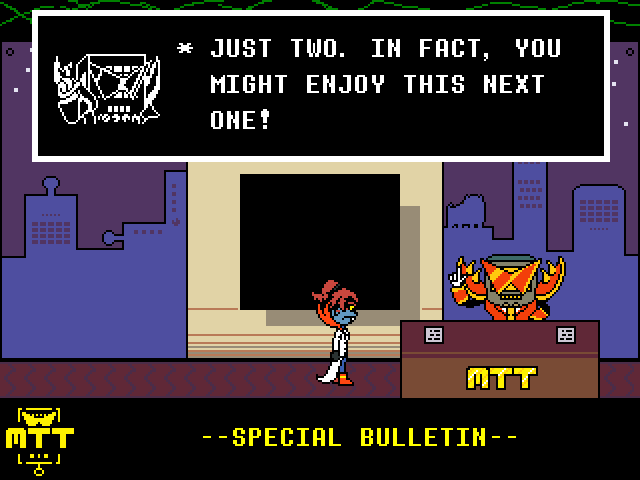 * JUST TWO. IN FACT, YOU
MIGHT ENJOY THIS NEXT
ONE!
MTT
MTT
--SPECIAL BULLETIN--